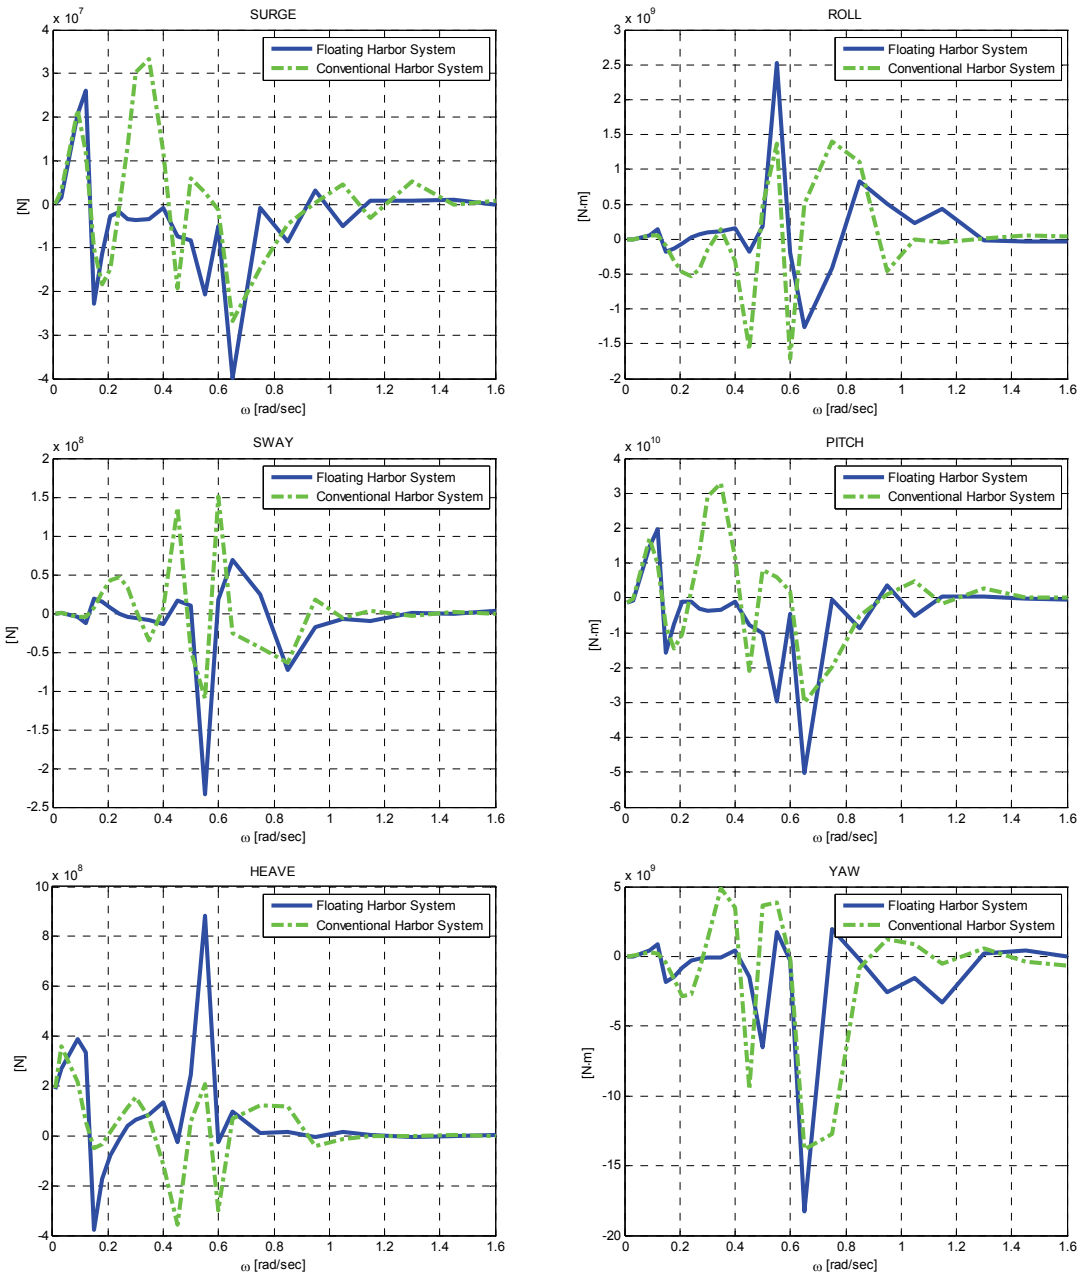 SURGE
x 10^7
Floating Harbor System
Conventional Harbor System
4
3
2
1
0
-1
-2
-3
-4
[N]
0 0.2 0.4 0.6 0.8 1 1.2 1.4 1.6
ω [rad/sec]
ROLL
x 10^9
Floating Harbor System
Conventional Harbor System
3
2.5
2
1.5
1
0.5
0
-0.5
-1
-1.5
-2
[N·m]
0 0.2 0.4 0.6 0.8 1 1.2 1.4 1.6
ω [rad/sec]
SWAY
x 10^8
Floating Harbor System
Conventional Harbor System
2
1.5
1
0.5
0
-0.5
-1
-1.5
-2
-2.5
[N]
0 0.2 0.4 0.6 0.8 1 1.2 1.4 1.6
ω [rad/sec]
PITCH
x 10^10
Floating Harbor System
Conventional Harbor System
4
3
2
1
0
-1
-2
-3
-4
-5
-6
[N·m]
0 0.2 0.4 0.6 0.8 1 1.2 1.4 1.6
ω [rad/sec]
HEAVE
x 10^8
Floating Harbor System
Conventional Harbor System
10
8
6
4
2
0
-2
-4
[N]
0 0.2 0.4 0.6 0.8 1 1.2 1.4 1.6
ω [rad/sec]
YAW
x 10^9
Floating Harbor System
Conventional Harbor System
5
0
-5
-10
-15
-20
[N·m]
0 0.2 0.4 0.6 0.8 1 1.2 1.4 1.6
ω [rad/sec]